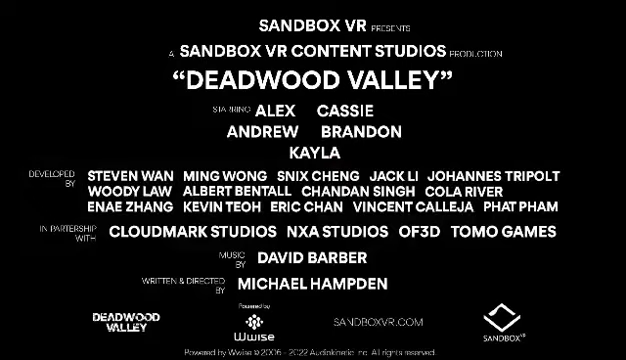 SANDBOX VR PRESENTS
A SANDBOX VR CONTENT STUDIOS PRODUCTION
“DEADWOOD VALLEY”
STARRING ALEX CASSIE
ANDREW BRANDON
KAYLA
DEVELOPED BY STEVEN WAN MING WONG SNIX CHENG JACK LI JOHANNES TRIPOLT
WOODY LAW ALBERT BENTALL CHANDAN SINGH COLA RIVER
ENAE ZHANG KEVIN TEOH ERIC CHAN VINCENT CALLEJA PHAT PHAM
IN PARTERSHIP WITH CLOUDMARK STUDIOS NXA STUDIOS OF3D TOMO GAMES
MUSIC BY DAVID BARBER
WRITTEN & DIRECTED BY MICHAEL HAMPDEN
DEADWOOD VALLEY
Powered by
Wwise
SANDBOXVR.COM
SANDBOX VR
Powered by Wwise © 2006 - 2022 Audiokinetic Inc. All rights reserved.